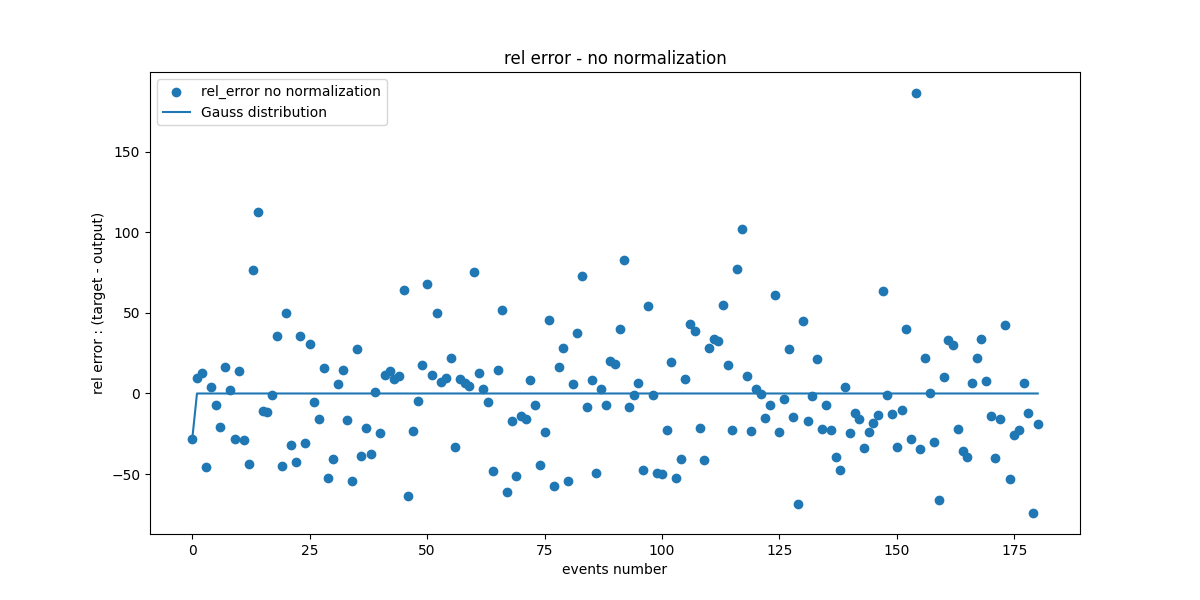 rel error - no normalization
rel_error no normalization
Gauss distribution
rel error : (target - output)
150
100
50
0
−50
0 25 50 75 100 125 150 175
events number